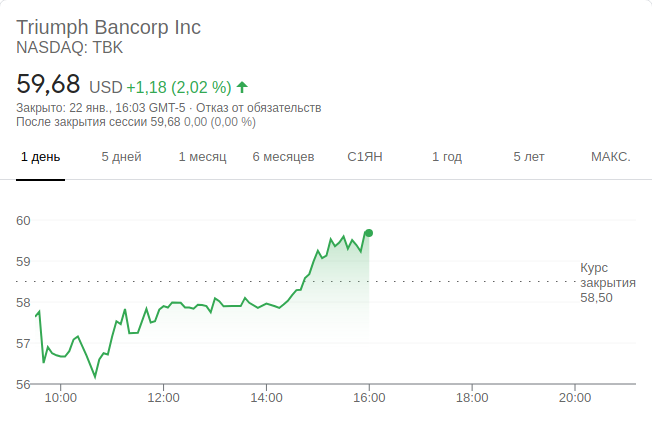 Triumph Bancorp Inc
NASDAQ: TBK
59,68 USD +1,18 (2,02 %)
Закрыто: 22 янв., 16:03 GMT-5 · Отказ от обязательств
После закрытия сессии 59,68 0,00 (0,00 %)
1 день 5 дней 1 месяц 6 месяцев С1ЯН 1 год 5 лет МАКС.
60
59
58
57
56
Курс
закрытия
58,50
10:00 12:00 14:00 16:00 18:00 20:00